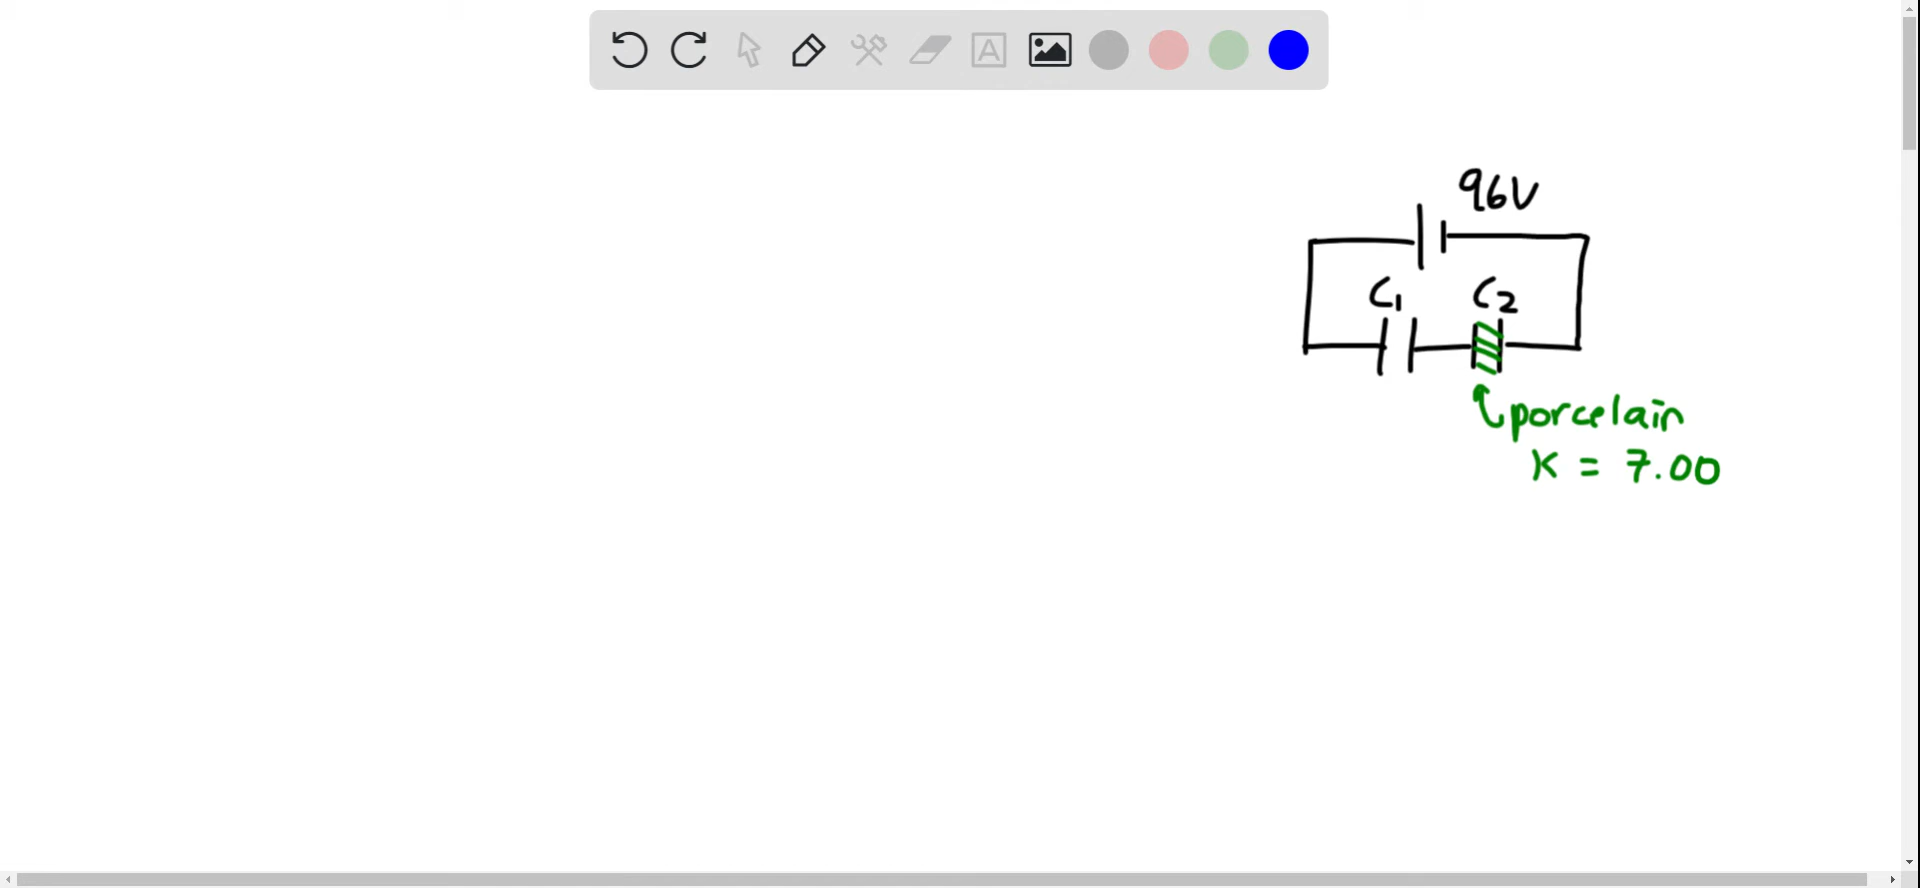 A
96V
C₁ C₂
porcelain
K = 7.00